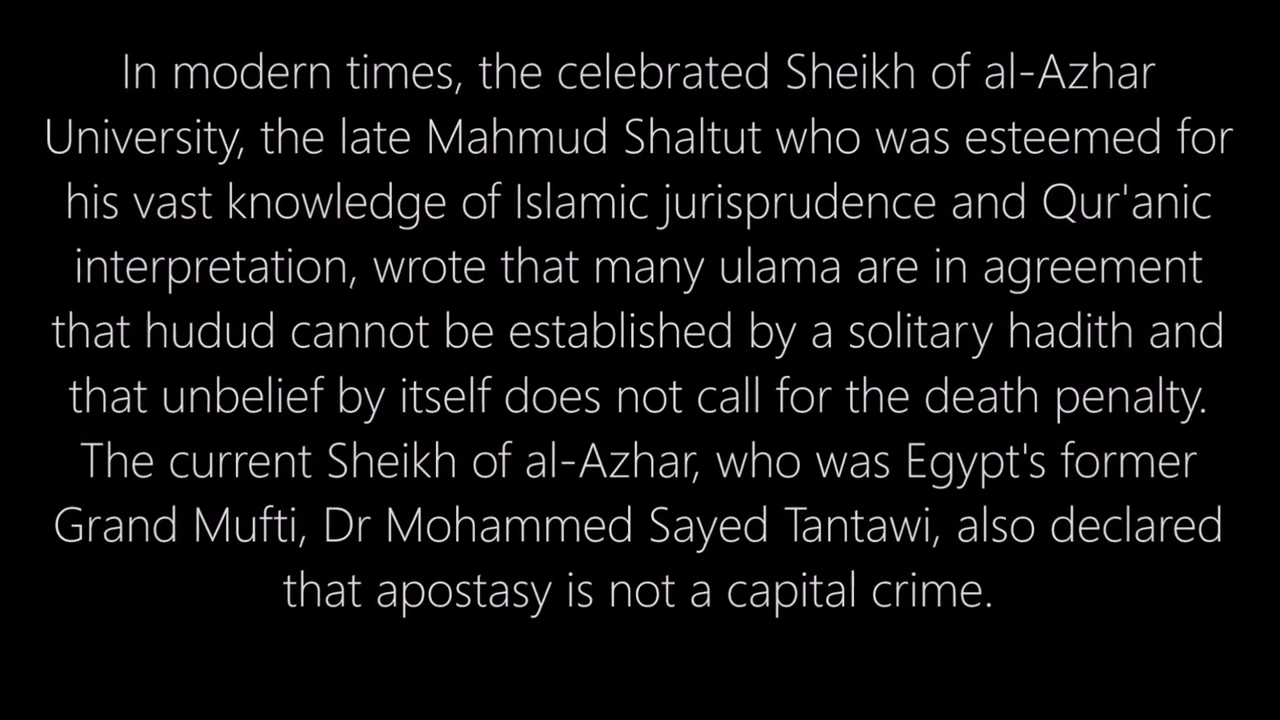 In modern times, the celebrated Sheikh of al-Azhar
University, the late Mahmud Shaltut who was esteemed for
his vast knowledge of Islamic jurisprudence and Qur'anic
interpretation, wrote that many ulama are in agreement
that hudud cannot be established by a solitary hadith and
that unbelief by itself does not call for the death penalty.
The current Sheikh of al-Azhar, who was Egypt's former
Grand Mufti, Dr Mohammed Sayed Tantawi, also declared
that apostasy is not a capital crime.